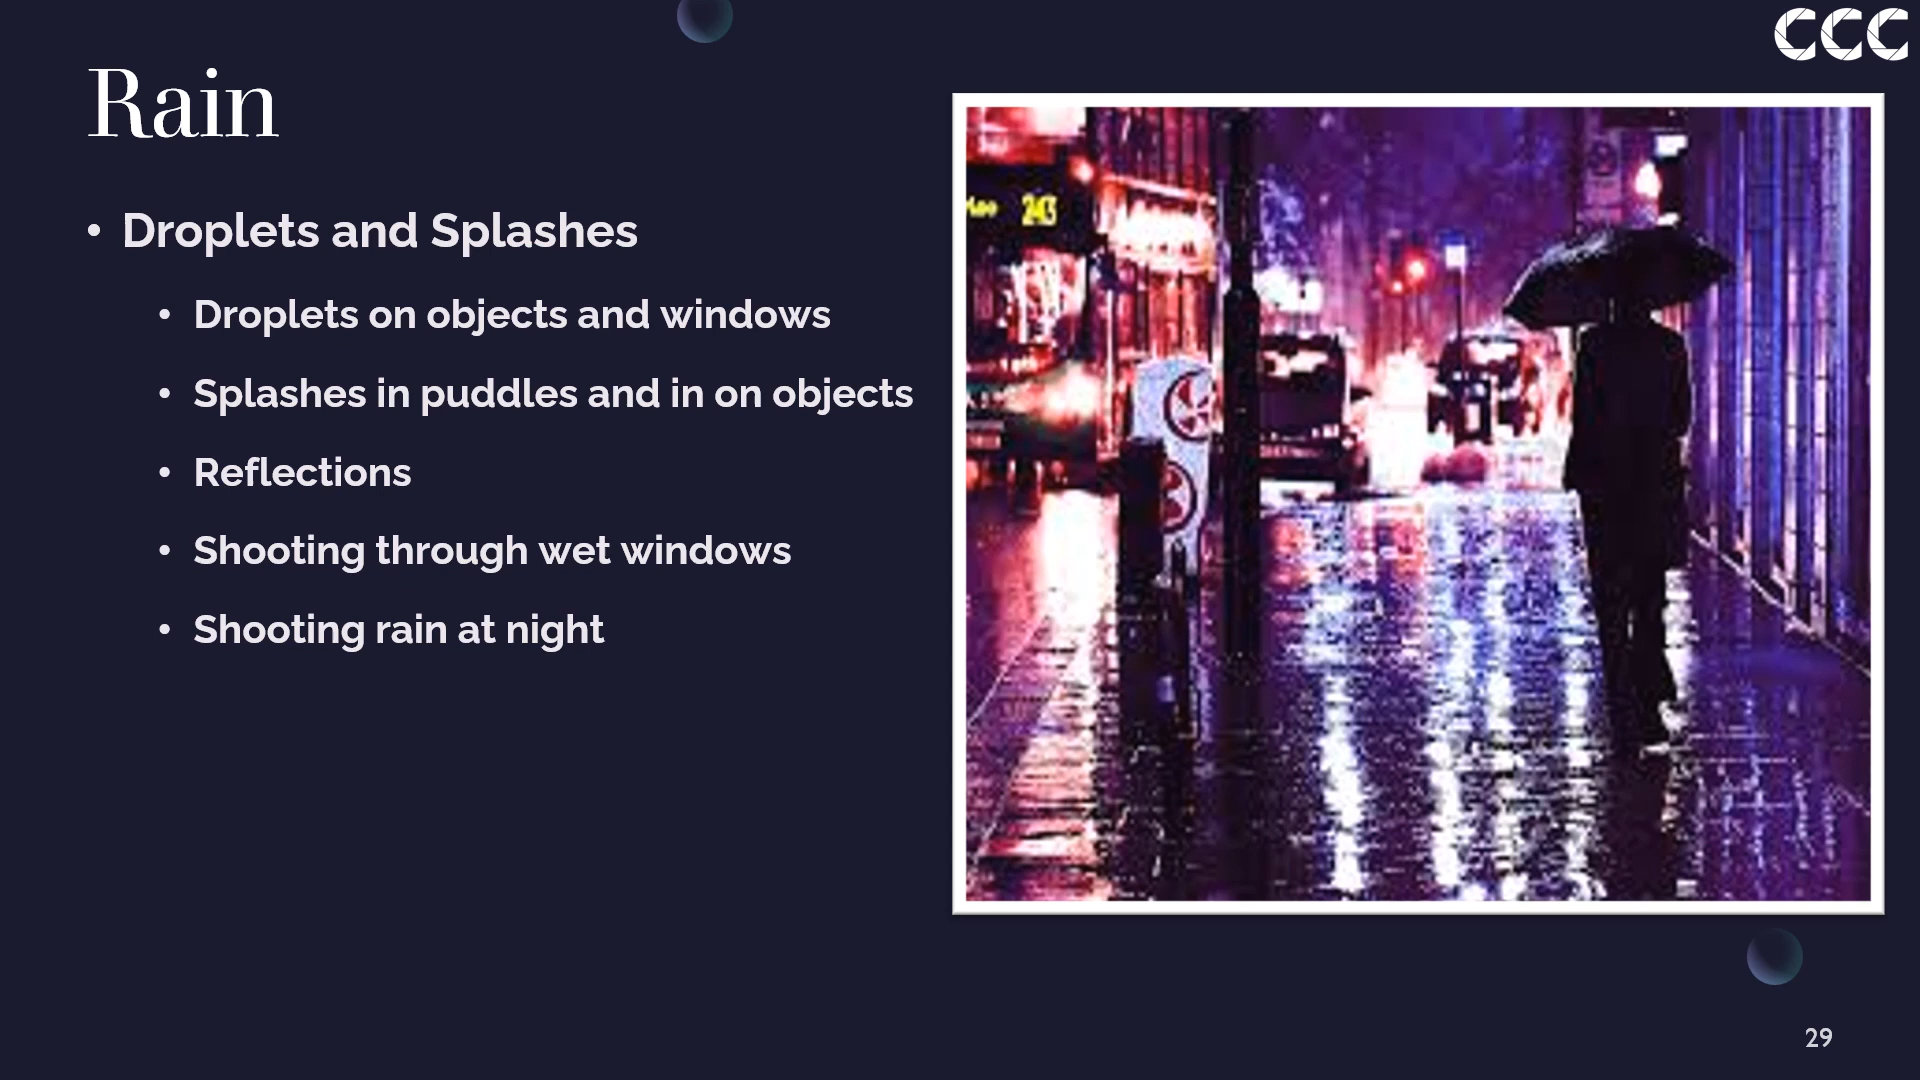 CCC
Rain
• Droplets and Splashes
• Droplets on objects and windows
• Splashes in puddles and in on objects
• Reflections
• Shooting through wet windows
• Shooting rain at night
243
29